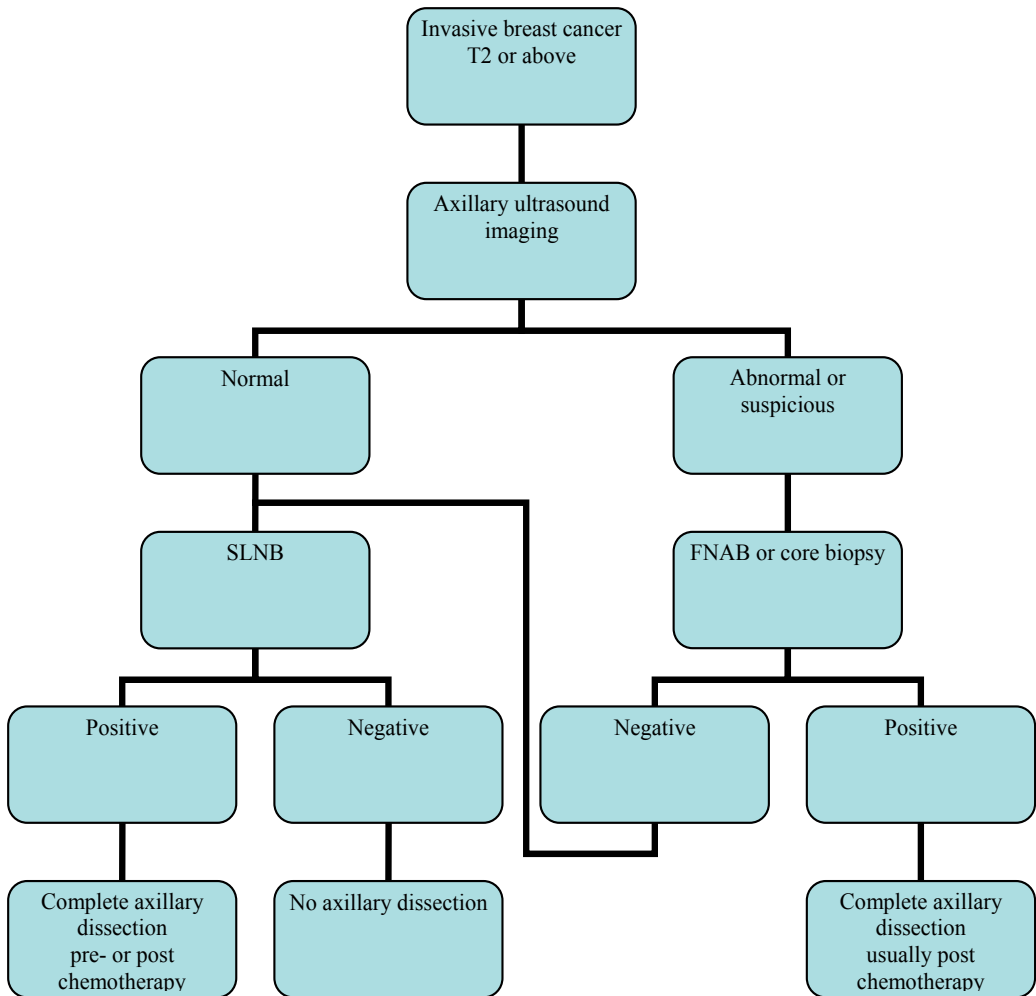 Invasive breast cancer
T2 or above
Axillary ultrasound
imaging
Normal
Abnormal or
suspicious
SLNB
FNAB or core biopsy
Positive
Negative
Negative
Positive
Complete axillary
dissection
pre- or post
chemotherapy
No axillary dissection
Complete axillary
dissection
usually post
chemotherapy